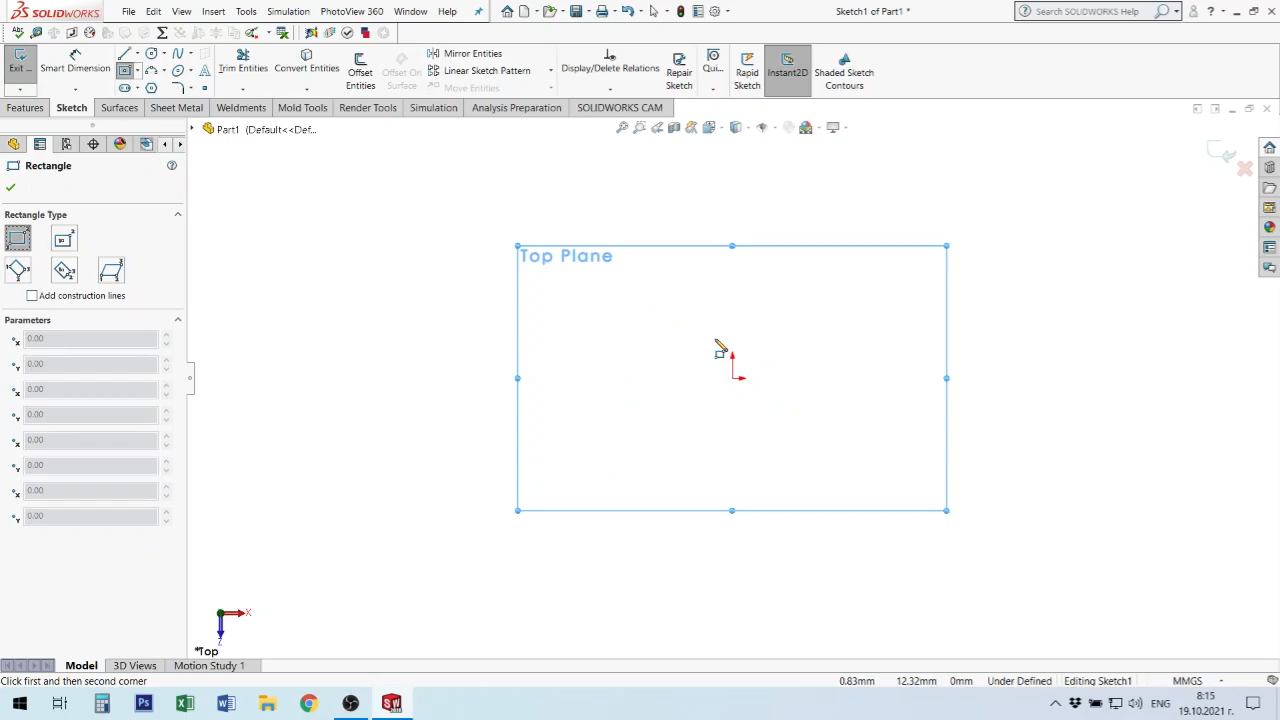 SOLIDWORKS File Edit View Insert Tools Simulation PhotoView 360 Window Help Sketch1 of Part1 * Search SOLIDWORKS Help
Exit ... Smart Dimension Trim Entities Convert Entities Offset Entities Offset On Surface Mirror Entities Linear Sketch Pattern Move Entities Display/Delete Relations Repair Sketch Qui... Rapid Sketch Instant2D Shaded Sketch Contours
Features Sketch Surfaces Sheet Metal Weldments Mold Tools Render Tools Simulation Analysis Preparation SOLIDWORKS CAM
Part1 (Default<<Def...
Rectangle
Rectangle Type
Top Plane
Add construction lines
Parameters
0.00
0.00
0.00
0.00
0.00
0.00
0.00
0.00
X
Z
*Top
Model 3D Views Motion Study 1
Click first and then second corner 0.83mm 12.32mm 0mm Under Defined Editing Sketch1 MMGS
ENG 8:15
19.10.2021 г.